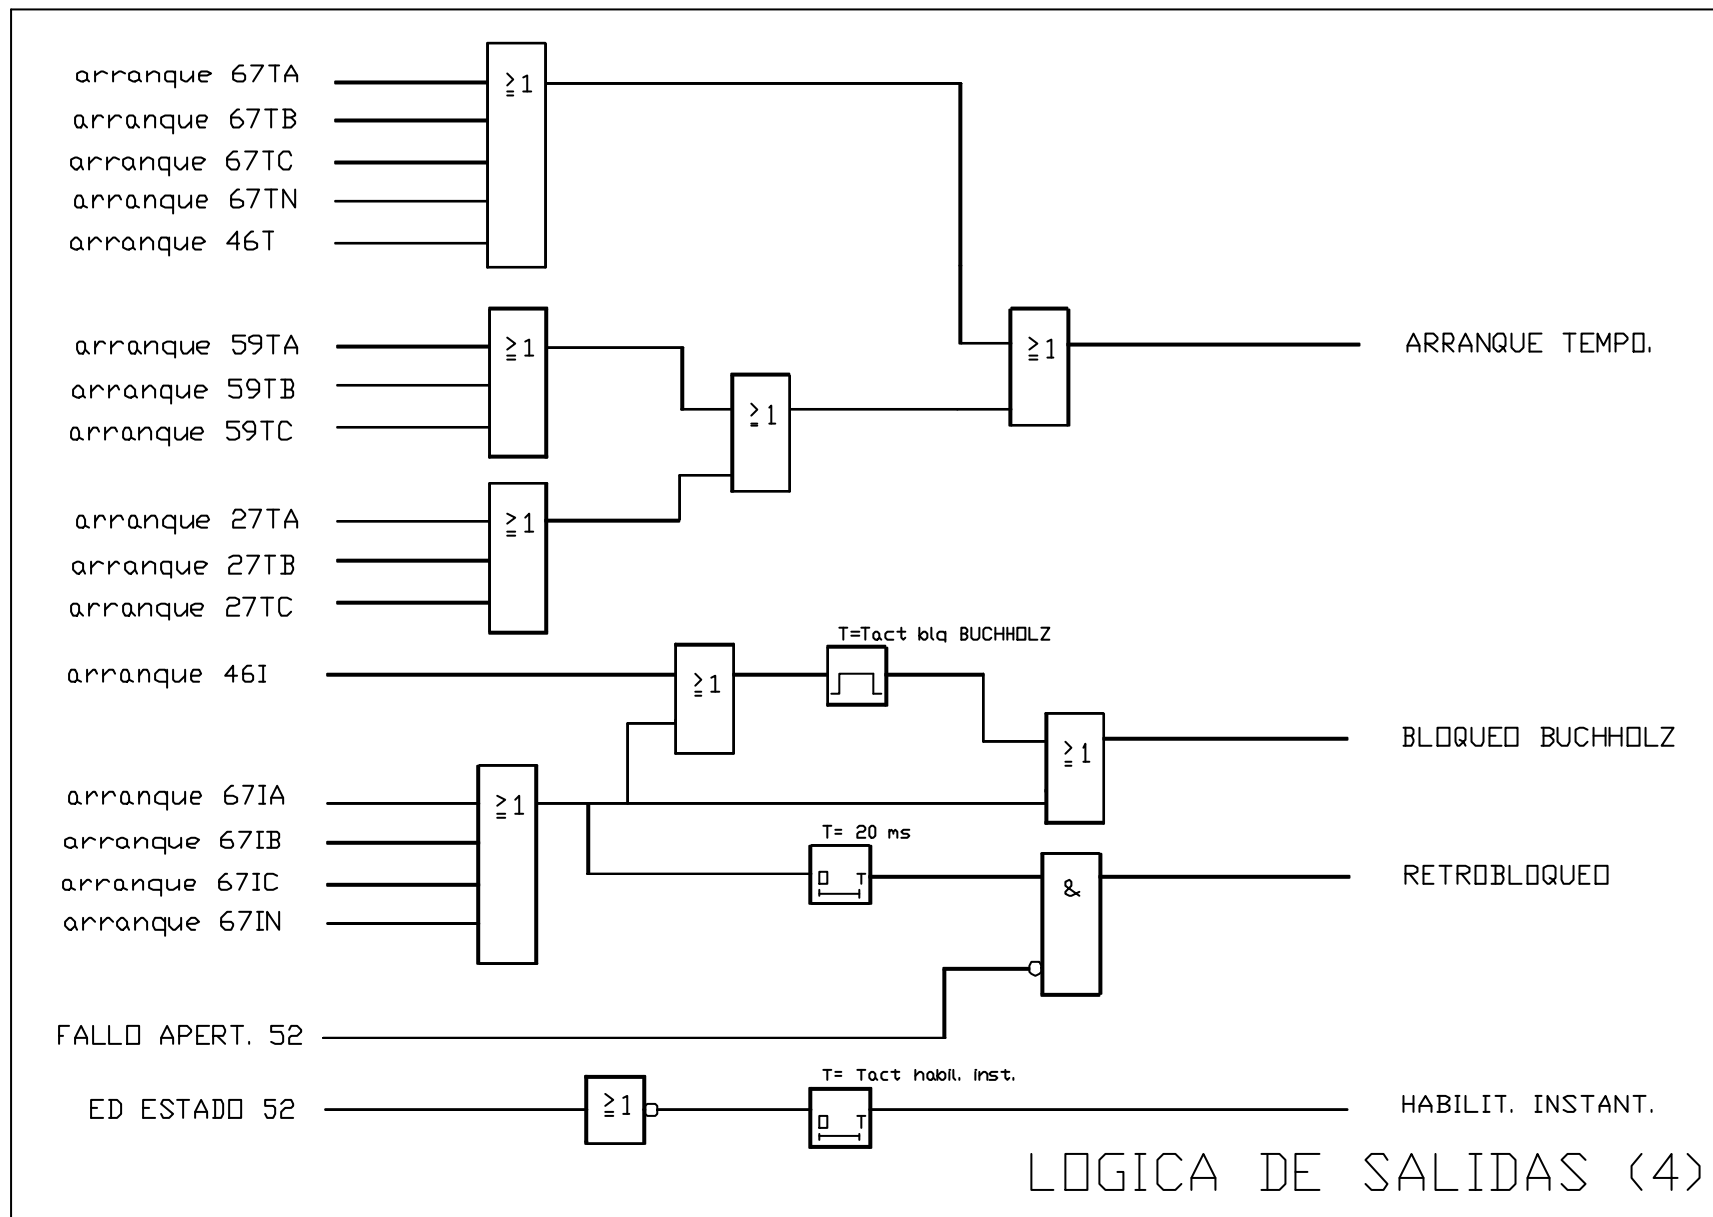 arranque 67TA
≥1
arranque 67TB
arranque 67TC
arranque 67TN
arranque 46T
arranque 59TA
≥1
≥1
ARRANQUE TEMPO.
arranque 59TB
≥1
arranque 59TC
arranque 27TA
≥1
arranque 27TB
arranque 27TC
T=Tact blq BUCHHOLZ
arranque 46I
≥1
BLOQUEO BUCHHOLZ
≥1
arranque 67IA
≥1
T= 20 ms
arranque 67IB
arranque 67IC
0 T
&
RETROBLOQUEO
arranque 67IN
FALLO APERT. 52
T= Tact habil. inst.
ED ESTADO 52
≥1
0 T
HABILIT. INSTANT.
LOGICA DE SALIDAS (4)